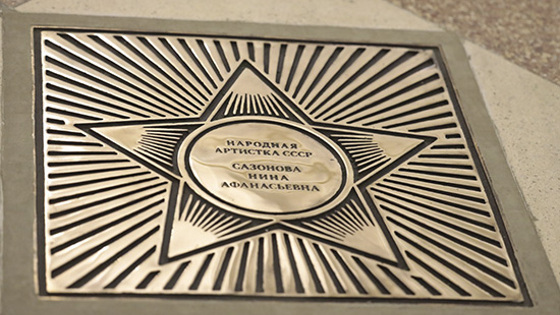 НАРОДНАЯ
АРТИСТКА СССР
САЗОНОВА
НИНА
АФАНАСЬЕВНА